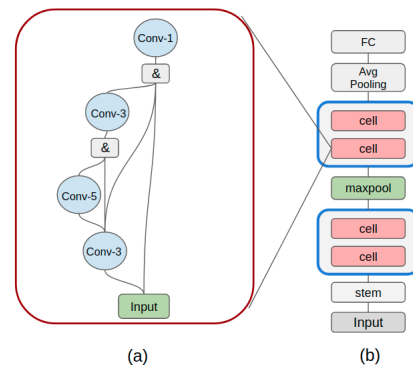 Conv-1
&
Conv-3
&
Conv-5
Conv-3
Input
(a)
FC
Avg
Pooling
cell
cell
maxpool
cell
cell
stem
Input
(b)